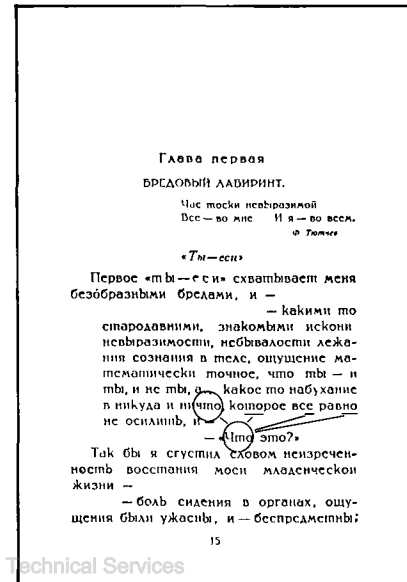 Глава первая
БРЕДОВЫЙ ЛАБИРИНТ.
Час тоски невыразимой
Все — во мне И я — во всем.
Ф Тютчев
«Ты—еси»
Первое «ты—еси» схватывает меня
безо́бразными бредами, и —
— какими то
стародавними, знакомыми искони
невыразимости, небывалости лежа-
ния сознания в теле, ощущение ма-
тематически точное, что ты — и
ты, и не ты, а... какое то набухание
в никуда и ничто, которое все равно
не осилить, и —
— «Что это?»
Так бы я сгустил словом неизречен-
ность восстания моей младенческой
жизни —
— боль сидения в органах, ощу-
щения были ужасны, и — беспредметны;
15
Technical Services